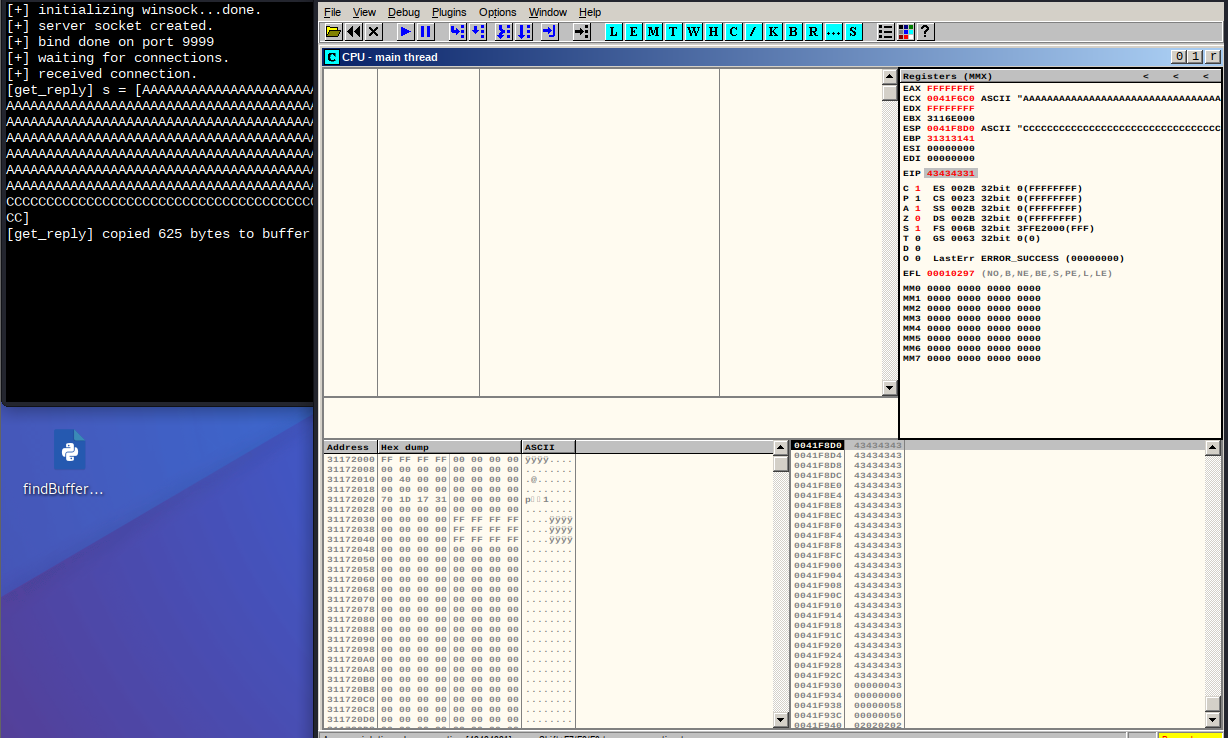 [+] initializing winsock...done.
[+] server socket created.
[+] bind done on port 9999
[+] waiting for connections.
[+] received connection.
[get_reply] s = [AAAAAAAAAAAAAAAAAAAAAA
AAAAAAAAAAAAAAAAAAAAAAAAAAAAAAAAAAAAAAA
AAAAAAAAAAAAAAAAAAAAAAAAAAAAAAAAAAAAAAA
AAAAAAAAAAAAAAAAAAAAAAAAAAAAAAAAAAAAAAA
AAAAAAAAAAAAAAAAAAAAAAAAAAAAAAAAAAAAAAA
AAAAAAAAAAAAAAAAAAAAAAAAAAAAAAAAAAAAAAA
AAAAAAAAAAAAAAAAAAAAAAAAAAAAAAAAAAAAAAA
CCCCCCCCCCCCCCCCCCCCCCCCCCCCCCCCCCCCCCC
CC]
[get_reply] copied 625 bytes to buffer
findBuffer...
File View Debug Plugins Options Window Help
L E M T W H C / K B R ... S ?
C CPU - main thread 0 1 r
Registers (MMX) < < <
EAX FFFFFFFF
ECX 0041F6C0 ASCII "AAAAAAAAAAAAAAAAAAAAAAAAAAAAAAAAA
EDX FFFFFFFF
EBX 3116E000
ESP 0041F8D0 ASCII "CCCCCCCCCCCCCCCCCCCCCCCCCCCCCCCCC
EBP 31313141
ESI 00000000
EDI 00000000
EIP 43434331
C 1 ES 002B 32bit 0(FFFFFFFF)
P 1 CS 0023 32bit 0(FFFFFFFF)
A 1 SS 002B 32bit 0(FFFFFFFF)
Z 0 DS 002B 32bit 0(FFFFFFFF)
S 1 FS 006B 32bit 3FFE2000(FFF)
T 0 GS 0063 32bit 0(0)
D 0
O 0 LastErr ERROR_SUCCESS (00000000)
EFL 00010297 (NO,B,NE,BE,S,PE,L,LE)
MM0 0000 0000 0000 0000
MM1 0000 0000 0000 0000
MM2 0000 0000 0000 0000
MM3 0000 0000 0000 0000
MM4 0000 0000 0000 0000
MM5 0000 0000 0000 0000
MM6 0000 0000 0000 0000
MM7 0000 0000 0000 0000
Address Hex dump ASCII
31172000 FF FF FF FF 00 00 00 00 ÿÿÿÿ....
31172008 00 00 00 00 00 00 00 00 ........
31172010 00 40 00 00 00 00 00 00 .@......
31172018 00 00 00 00 00 00 00 00 ........
31172020 70 1D 17 31 00 00 00 00
31172028 00 00 00 00 00 00 00 00 ........
31172030 00 00 00 00 FF FF FF FF ....ÿÿÿÿ
31172038 00 00 00 00 FF FF FF FF ....ÿÿÿÿ
31172040 00 00 00 00 FF FF FF FF ....ÿÿÿÿ
31172048 00 00 00 00 00 00 00 00 ........
31172050 00 00 00 00 00 00 00 00 ........
31172058 00 00 00 00 00 00 00 00 ........
31172060 00 00 00 00 00 00 00 00 ........
31172068 00 00 00 00 00 00 00 00 ........
31172070 00 00 00 00 00 00 00 00 ........
31172078 00 00 00 00 00 00 00 00 ........
31172080 00 00 00 00 00 00 00 00 ........
31172088 00 00 00 00 00 00 00 00 ........
31172090 00 00 00 00 00 00 00 00 ........
31172098 00 00 00 00 00 00 00 00 ........
311720A0 00 00 00 00 00 00 00 00 ........
311720A8 00 00 00 00 00 00 00 00 ........
311720B0 00 00 00 00 00 00 00 00 ........
311720B8 00 00 00 00 00 00 00 00 ........
311720C0 00 00 00 00 00 00 00 00 ........
311720C8 00 00 00 00 00 00 00 00 ........
311720D0 00 00 00 00 00 00 00 00 ........
0041F8D0 43434343
0041F8D4 43434343
0041F8D8 43434343
0041F8DC 43434343
0041F8E0 43434343
0041F8E4 43434343
0041F8E8 43434343
0041F8EC 43434343
0041F8F0 43434343
0041F8F4 43434343
0041F8F8 43434343
0041F8FC 43434343
0041F900 43434343
0041F904 43434343
0041F908 43434343
0041F90C 43434343
0041F910 43434343
0041F914 43434343
0041F918 43434343
0041F91C 43434343
0041F920 43434343
0041F924 43434343
0041F928 43434343
0041F92C 43434343
0041F930 00000043
0041F934 00000000
0041F938 00000058
0041F93C 00000050
0041F940 02020202